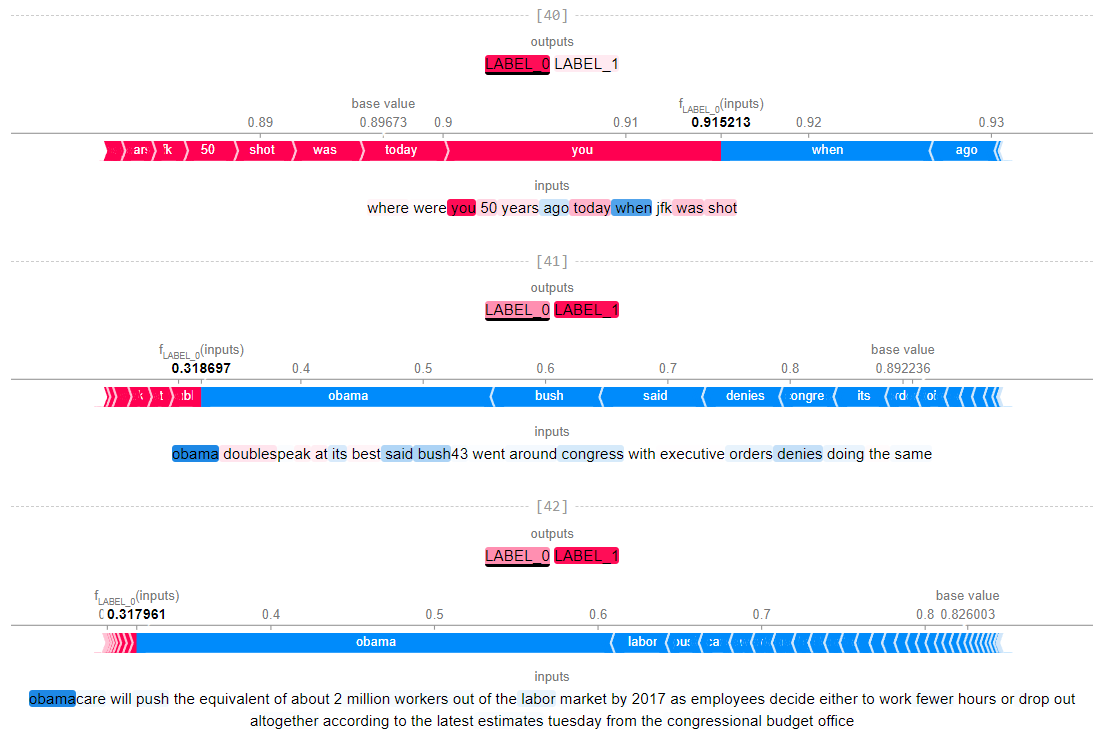 [40]
outputs
LABEL_0 LABEL_1
base value fLABEL_0(inputs)
0.89 0.89673 0.9 0.91 0.915213 0.92 0.93
50 shot was today you when ago
inputs
where were you 50 years ago today when jfk was shot
[41]
outputs
LABEL_0 LABEL_1
fLABEL_0(inputs) base value
0.318697 0.4 0.5 0.6 0.7 0.8 0.892236
obama bush said denies ongre its
inputs
obama doublespeak at its best said bush43 went around congress with executive orders denies doing the same
[42]
outputs
LABEL_0 LABEL_1
fLABEL_0(inputs) base value
0.317961 0.4 0.5 0.6 0.7 0.8 0.826003
obama labor
inputs
obamacare will push the equivalent of about 2 million workers out of the labor market by 2017 as employees decide either to work fewer hours or drop out
altogether according to the latest estimates tuesday from the congressional budget office